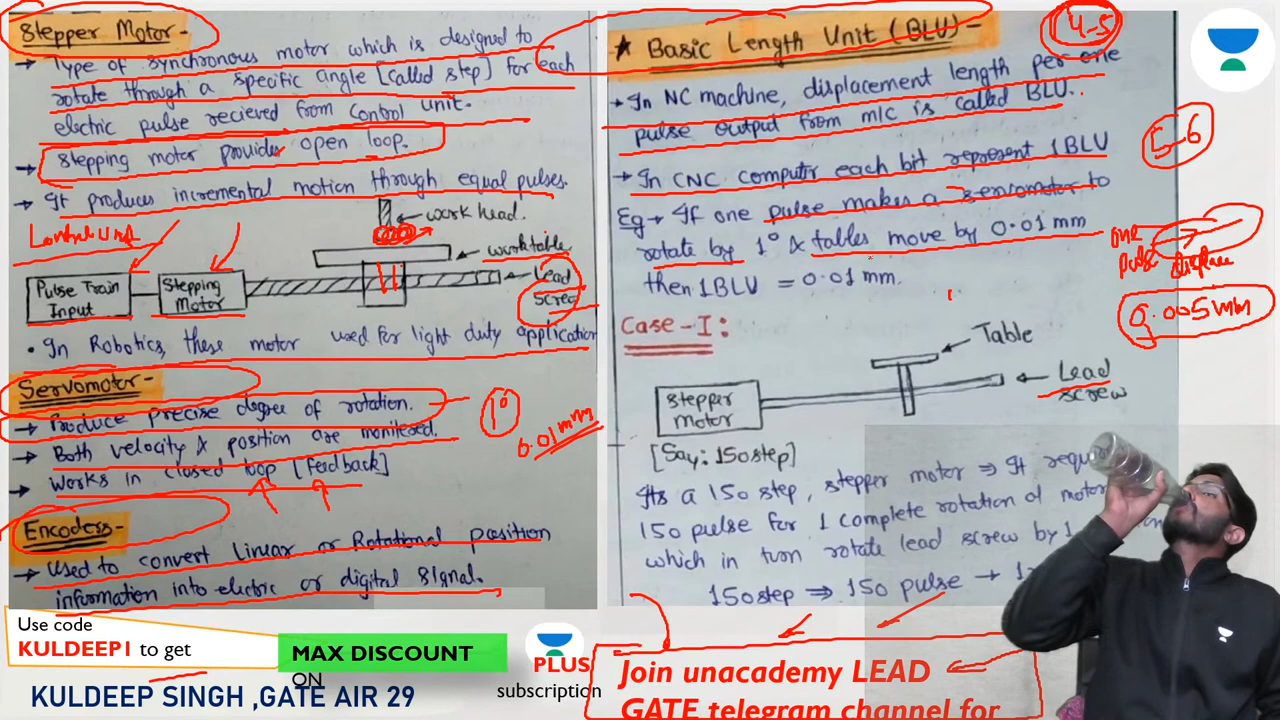 Stepper Motor-
→ Type of synchronous motor which is designed to
rotate through a specific angle [called step] for each
electric pulse recieved from control unit.
→ Stepping motor provides open loop.
→ It produces incremental motion through equal pulses.
Control unit
work head.
work table
Lead
Screw
Pulse Train
Input
Stepping
Motor
• In Robotics, these motor used for light duty application
Servomotor-
→ Produce precise degree of rotation.
→ Both velocity & position are monitered.
→ Works in closed loop [feedback]
1°
0.01mm
Encoders-
→ Used to convert Linear or Rotational position
information into electric or digital signal.
★ Basic Length Unit (BLU)-
4-5
→ In NC machine, displacement length per one
pulse output from m/c is called BLU.
5-6
→ In CNC computer each bit represent 1BLU
Eg → If one pulse makes a servomotor to
rotate by 1° & tables move by 0.01 mm
then 1BLU = 0.01 mm.
one
pulse displace
0.005mm
Case-I:
Table
Lead
screw
Stepper
motor
[Say: 150 step]
Its a 150 step, stepper motor ⇒ It requi
150 pulse for 1 complete rotation of motor
which in turn rotate lead screw by 1
150step ⇒ 150 pulse → 1
Use code
KULDEEP1 to get
MAX DISCOUNT
ON
PLUS
subscription
KULDEEP SINGH ,GATE AIR 29
Join unacademy LEAD
GATE telegram channel for